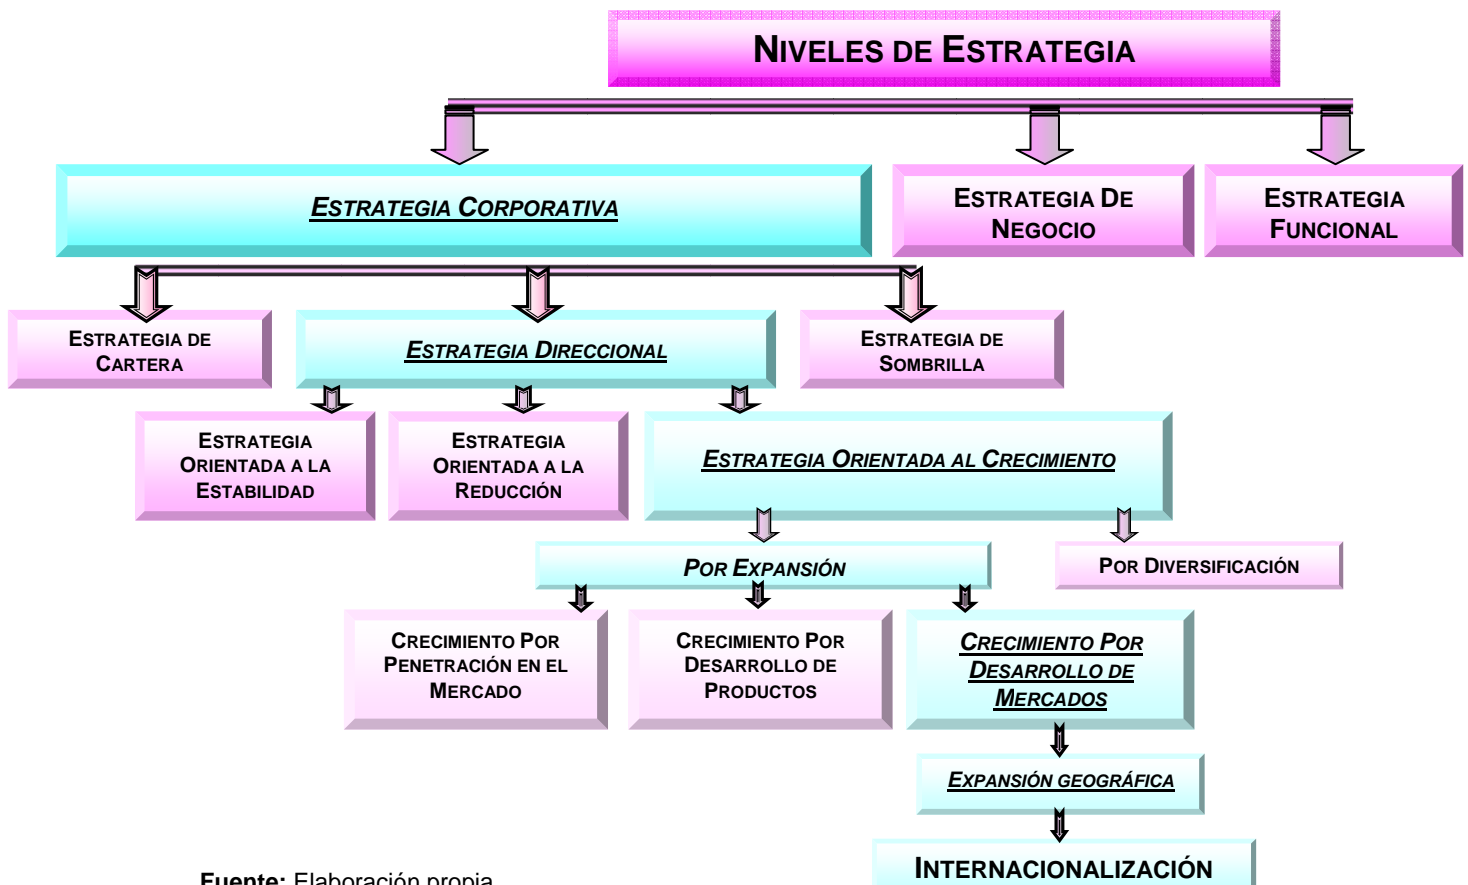 NIVELES DE ESTRATEGIA
ESTRATEGIA CORPORATIVA
ESTRATEGIA DE
NEGOCIO
ESTRATEGIA
FUNCIONAL
ESTRATEGIA DE
CARTERA
ESTRATEGIA DIRECCIONAL
ESTRATEGIA DE
SOMBRILLA
ESTRATEGIA
ORIENTADA A LA
ESTABILIDAD
ESTRATEGIA
ORIENTADA A LA
REDUCCIÓN
ESTRATEGIA ORIENTADA AL CRECIMIENTO
POR EXPANSIÓN
POR DIVERSIFICACIÓN
CRECIMIENTO POR
PENETRACIÓN EN EL
MERCADO
CRECIMIENTO POR
DESARROLLO DE
PRODUCTOS
CRECIMIENTO POR
DESARROLLO DE
MERCADOS
EXPANSIÓN GEOGRÁFICA
INTERNACIONALIZACIÓN
Fuente: Elaboración propia